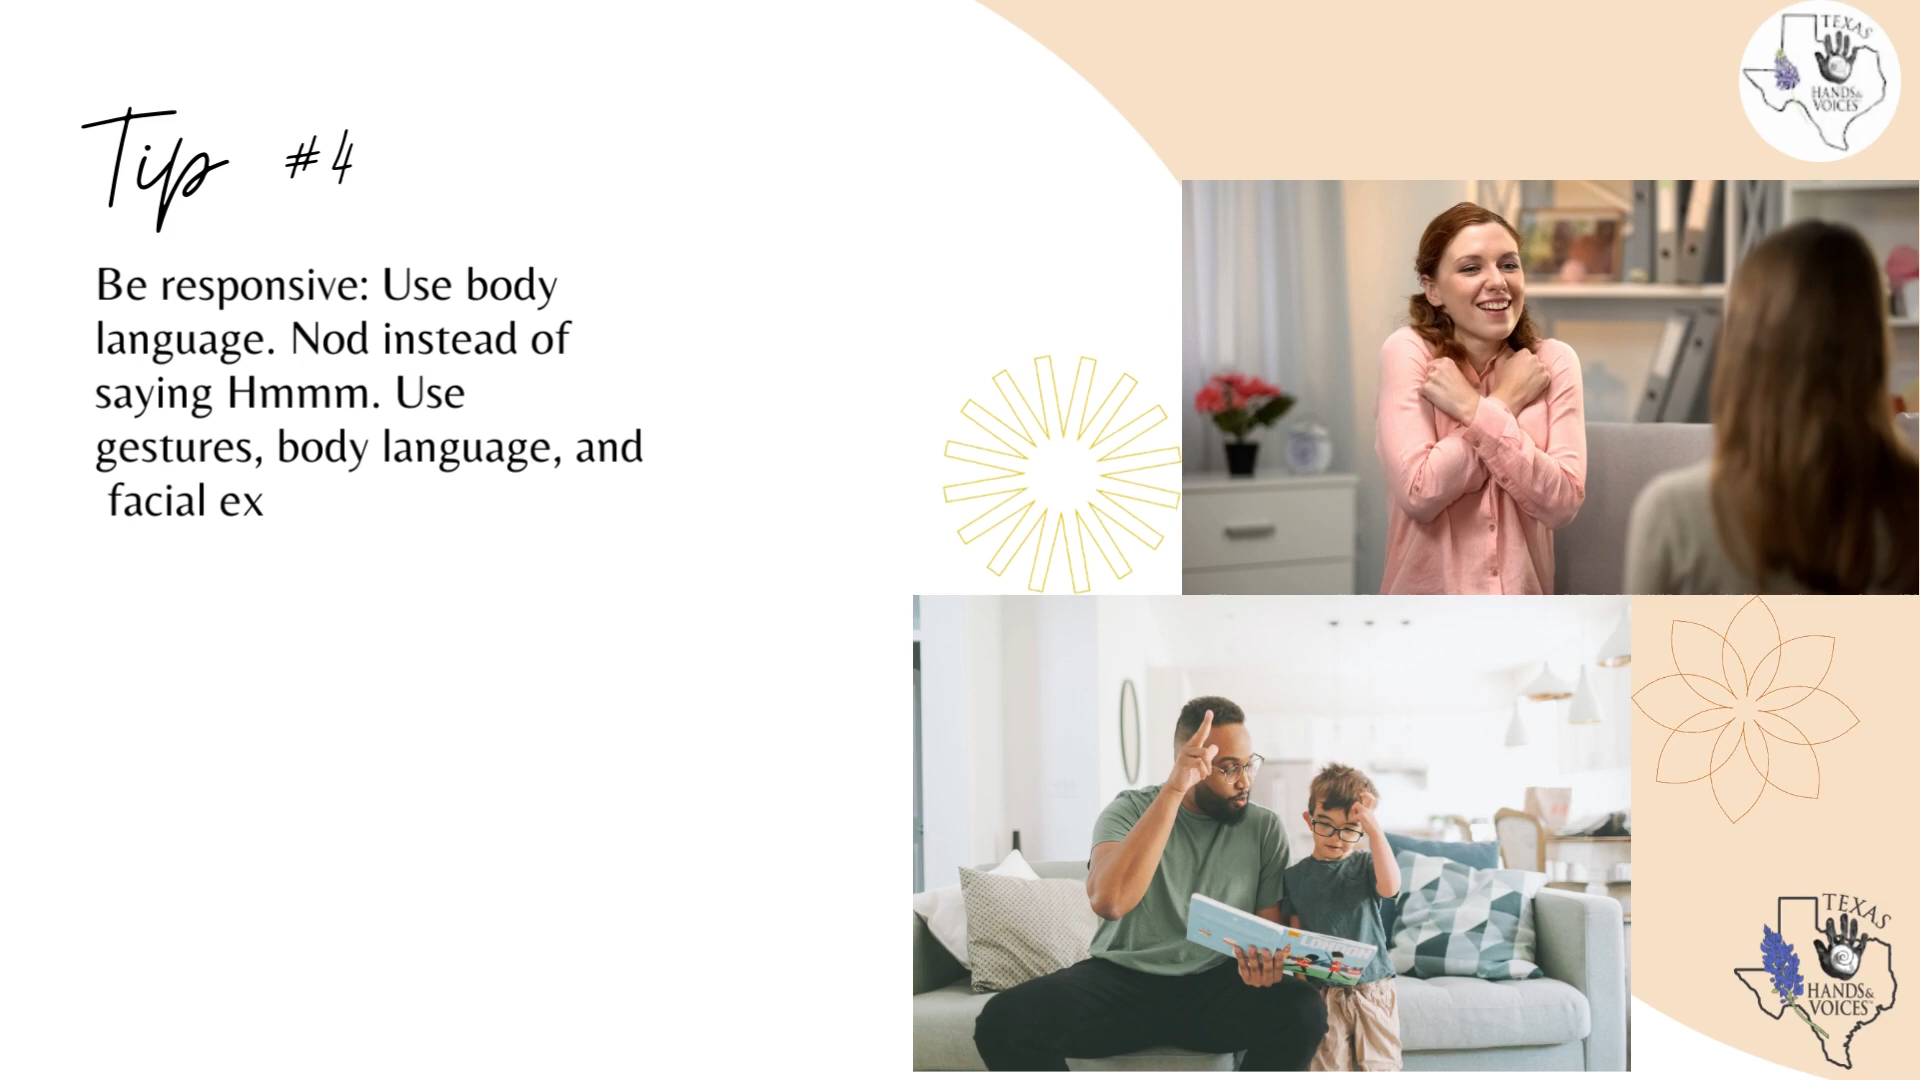 Tip #4
Be responsive: Use body
language. Nod instead of
saying Hmmm. Use
gestures, body language, and
facial ex
TEXAS
HANDS&
VOICES
LONDON
TEXAS
HANDS&
VOICES